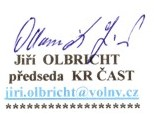 Jiří OLBRICHT
předseda KR ČAST
jiri.olbricht@volny.cz
**********************